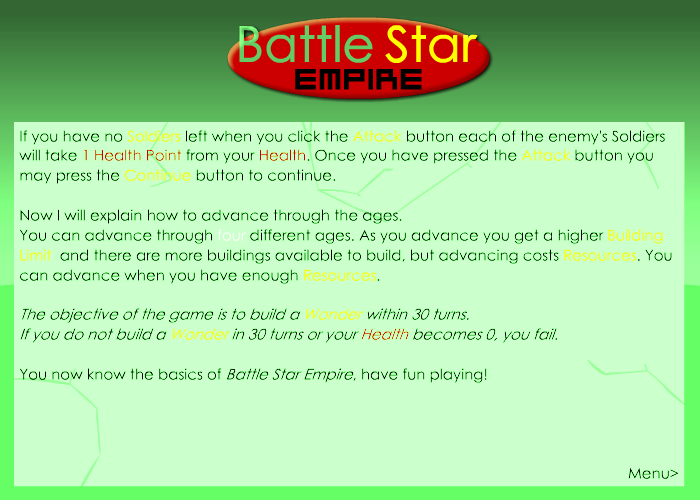 Battle Star
EMPIRE
If you have no Soldiers left when you click the Attack button each of the enemy's Soldiers
will take 1 Health Point from your Health. Once you have pressed the Attack button you
may press the Continue button to continue.
Now I will explain how to advance through the ages.
You can advance through four different ages. As you advance you get a higher Building
Limit and there are more buildings available to build, but advancing costs Resources. You
can advance when you have enough Resources.
The objective of the game is to build a Wonder within 30 turns.
If you do not build a Wonder in 30 turns or your Health becomes 0, you fail.
You now know the basics of Battle Star Empire, have fun playing!
Menu>